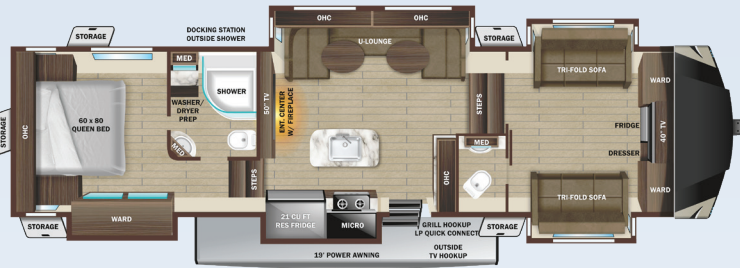 STORAGE
DOCKING STATION
OUTSIDE SHOWER
OHC
OHC
STORAGE
U-LOUNGE
MED
SHOWER
WASHER/
DRYER
PREP
MED
60 x 80
QUEEN BED
OHC
STORAGE
50" TV
ENT. CENTER
W/ FIREPLACE
STEPS
TRI-FOLD SOFA
WARD
FRIDGE
40" TV
DRESSER
MED
OHC
TRI-FOLD SOFA
WARD
STEPS
WARD
STORAGE
21 CU FT
RES FRIDGE
MICRO
GRILL HOOKUP
LP QUICK CONNECT
STORAGE
19' POWER AWNING
OUTSIDE
TV HOOKUP